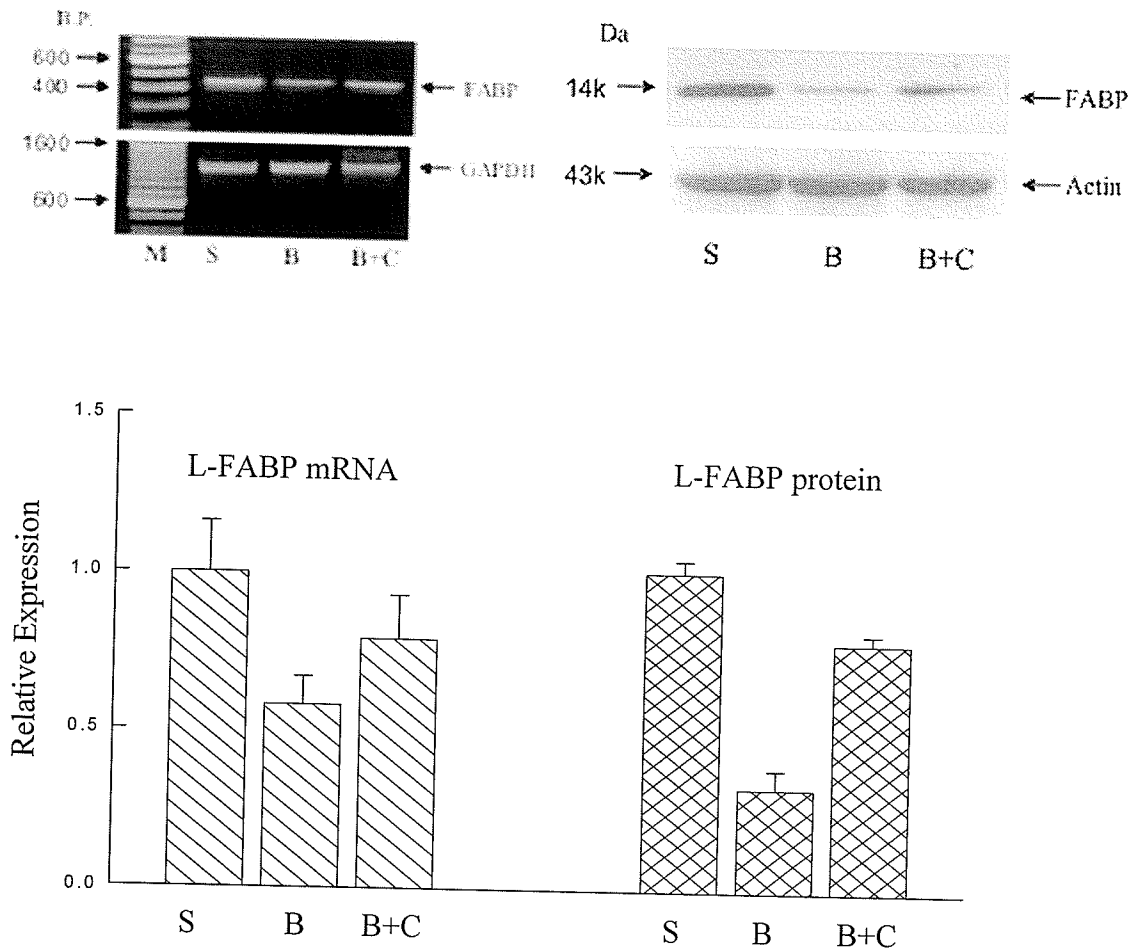 B.P.
600
400
FABP
1600
GAPDH
600
M S B B+C
Da
14k
FABP
43k
Actin
S B B+C
1.5
1.0
0.5
0.0
Relative Expression
L-FABP mRNA
L-FABP protein
S B B+C
S B B+C